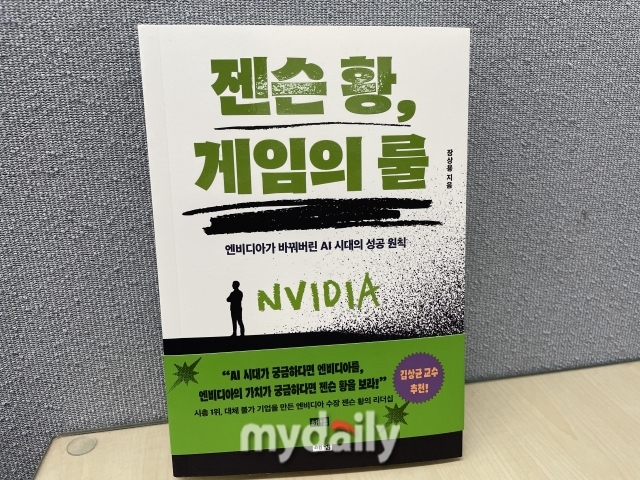 젠슨 황,
게임의 룰
장상용 지음
엔비디아가 바꿔버린 AI 시대의 성공 원칙
NVIDIA
“AI 시대가 궁금하다면 엔비디아를,
엔비디아의 가치가 궁금하다면 젠슨 황을 보라!”
시총 1위, 대체 불가 기업을 만든 엔비디아 수장 젠슨 황의 리더십
김상균 교수
추천!
mydaily